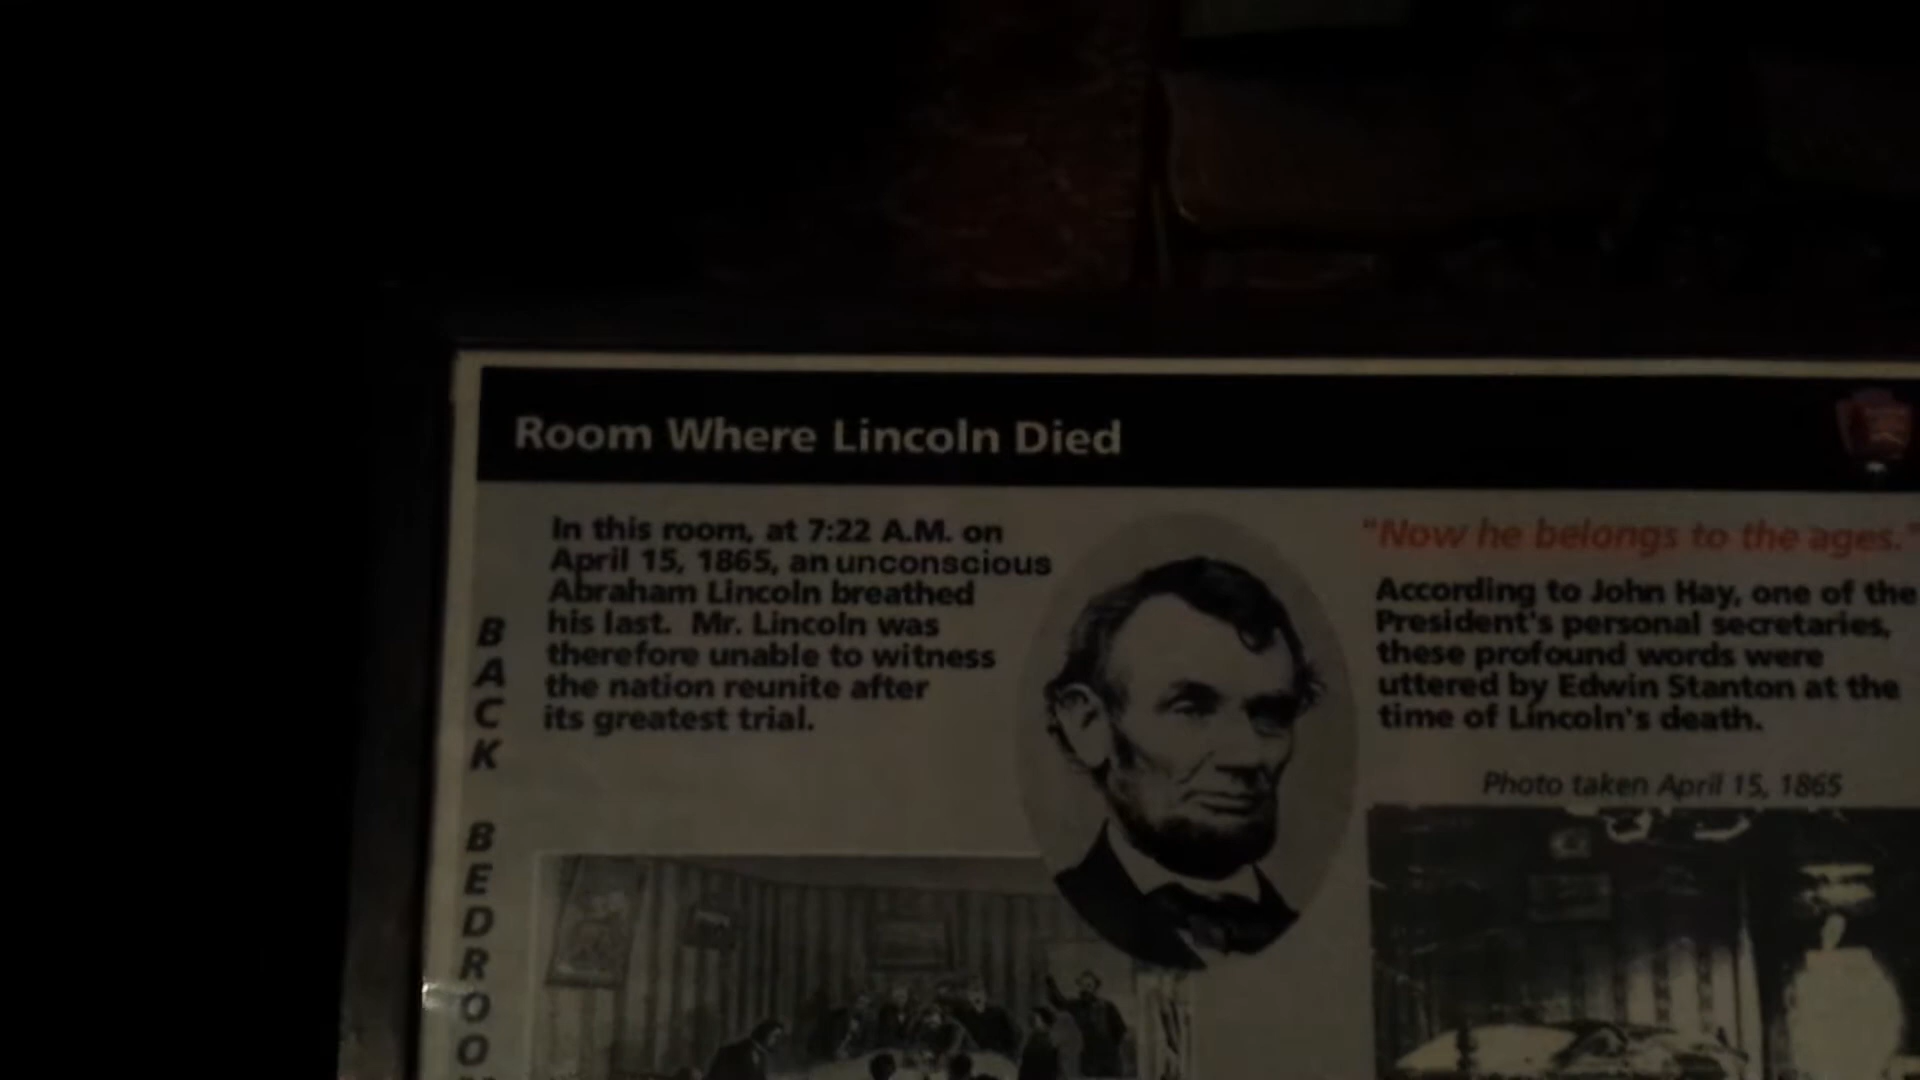 Room Where Lincoln Died
In this room, at 7:22 A.M. on
April 15, 1865, an unconscious
Abraham Lincoln breathed
his last. Mr. Lincoln was
therefore unable to witness
the nation reunite after
its greatest trial.
"Now he belongs to the ages."
According to John Hay, one of the
President's personal secretaries,
these profound words were
uttered by Edwin Stanton at the
time of Lincoln's death.
Photo taken April 15, 1865
BACK
BEDROO